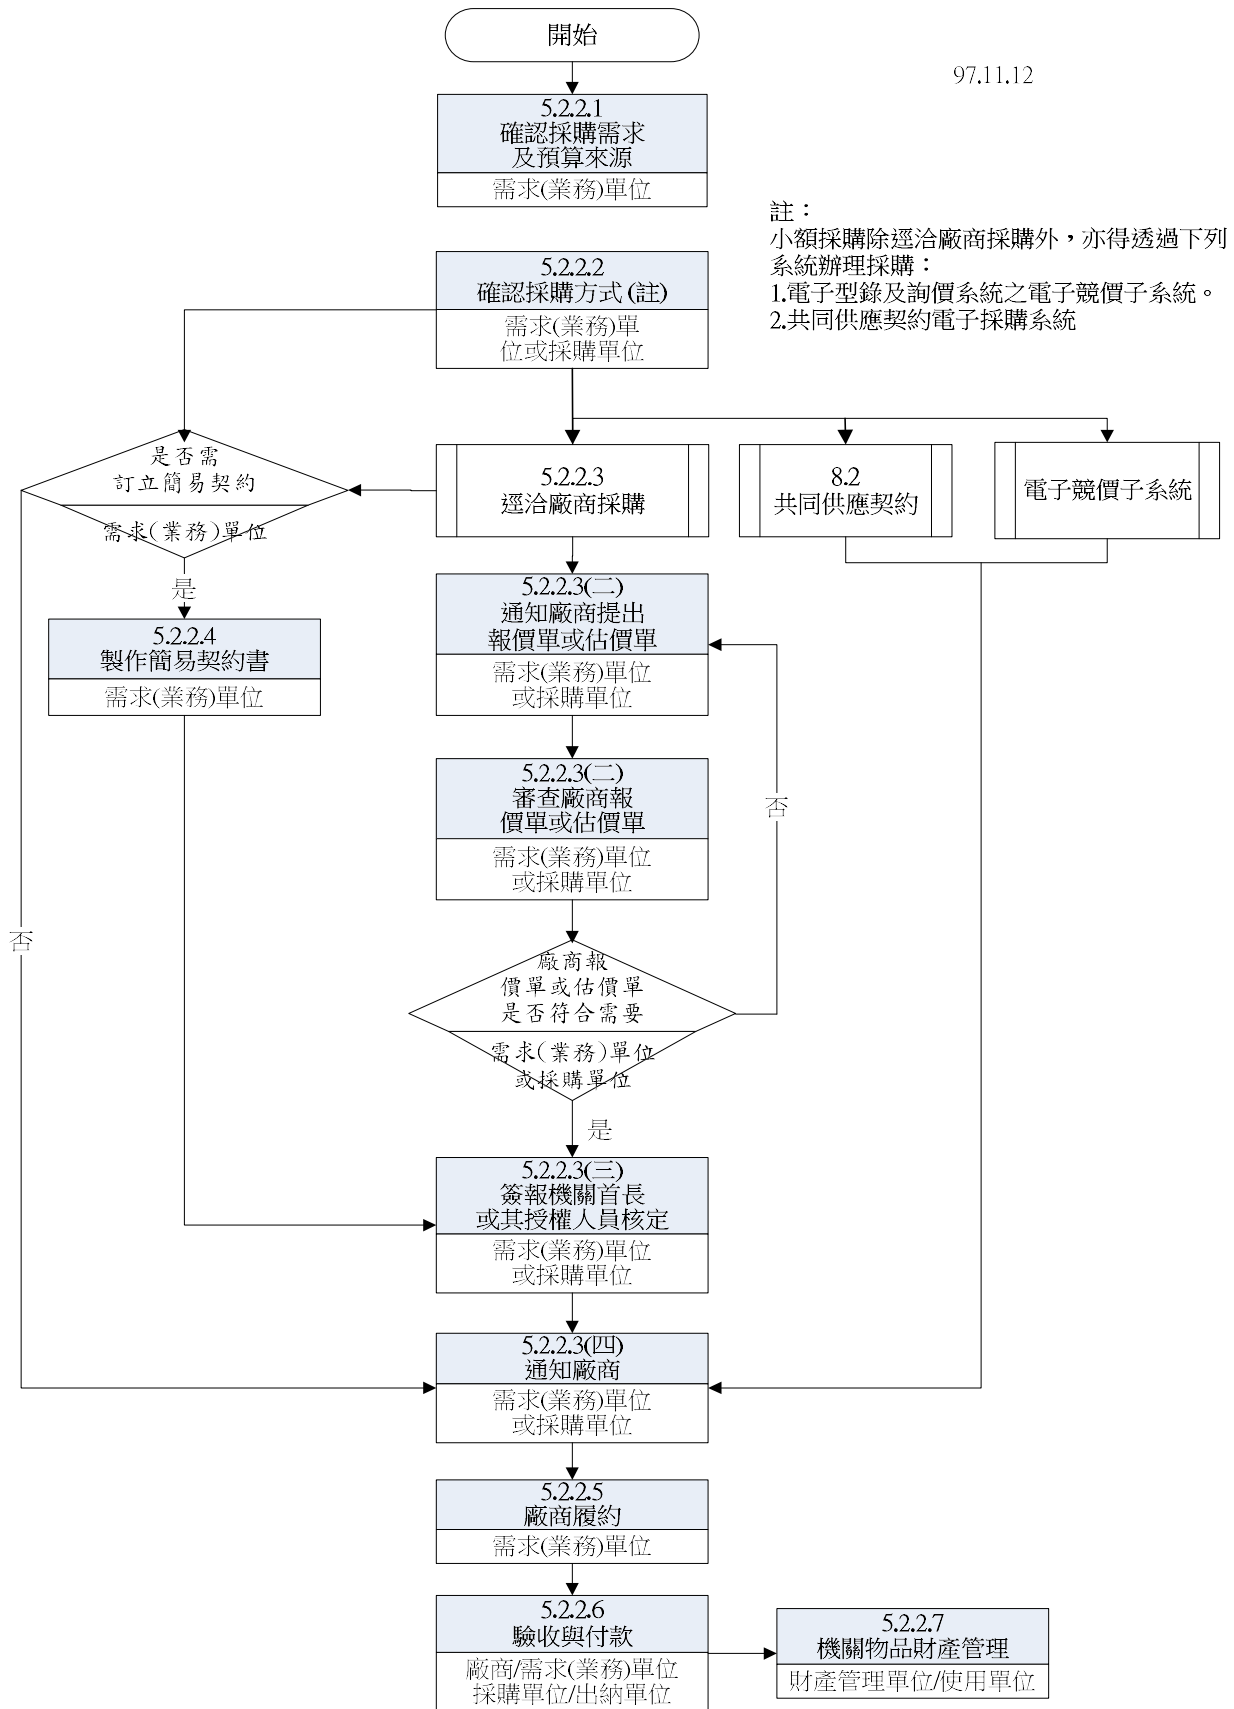 開始
97.11.12
5.2.2.1
確認採購需求
及預算來源
需求(業務)單位
註：
小額採購除逕洽廠商採購外，亦得透過下列
系統辦理採購：
1.電子型錄及詢價系統之電子競價子系統。
2.共同供應契約電子採購系統
5.2.2.2
確認採購方式(註)
需求(業務)單
位或採購單位
是否需
訂立簡易契約
需求(業務)單位
5.2.2.3
逕洽廠商採購
8.2
共同供應契約
電子競價子系統
是
5.2.2.4
製作簡易契約書
需求(業務)單位
5.2.2.3(二)
通知廠商提出
報價單或估價單
需求(業務)單位
或採購單位
5.2.2.3(二)
審查廠商報
價單或估價單
需求(業務)單位
或採購單位
否
否
廠商報
價單或估價單
是否符合需要
需求(業務)單位
或採購單位
是
5.2.2.3(三)
簽報機關首長
或其授權人員核定
需求(業務)單位
或採購單位
5.2.2.3(四)
通知廠商
需求(業務)單位
或採購單位
5.2.2.5
廠商履約
需求(業務)單位
5.2.2.6
驗收與付款
廠商/需求(業務)單位
採購單位/出納單位
5.2.2.7
機關物品財產管理
財產管理單位/使用單位